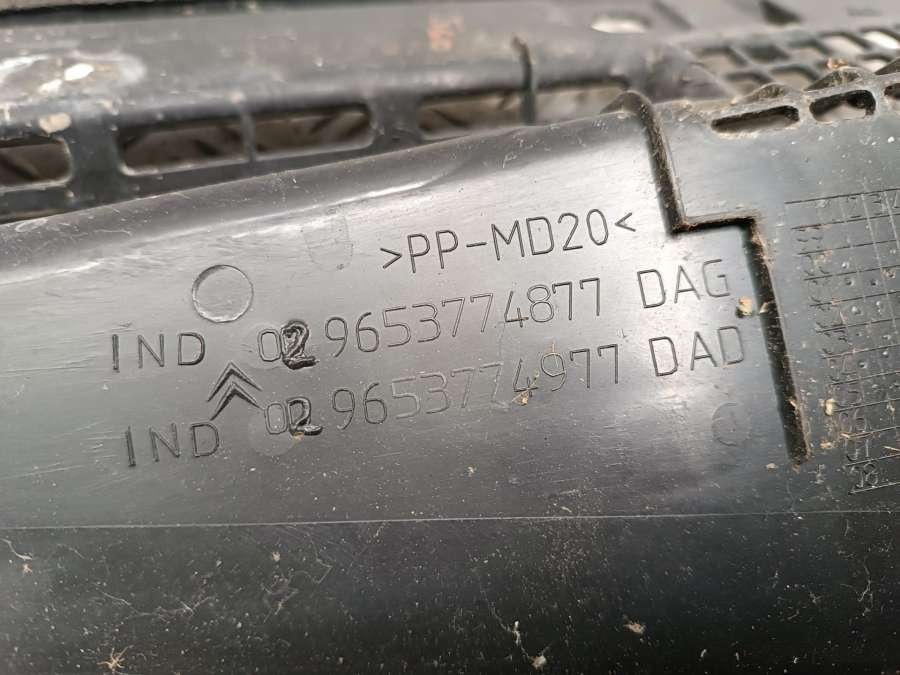 >PP-MD20<
IND 02 9653774877 DAG
IND 02 9653774977 DAD